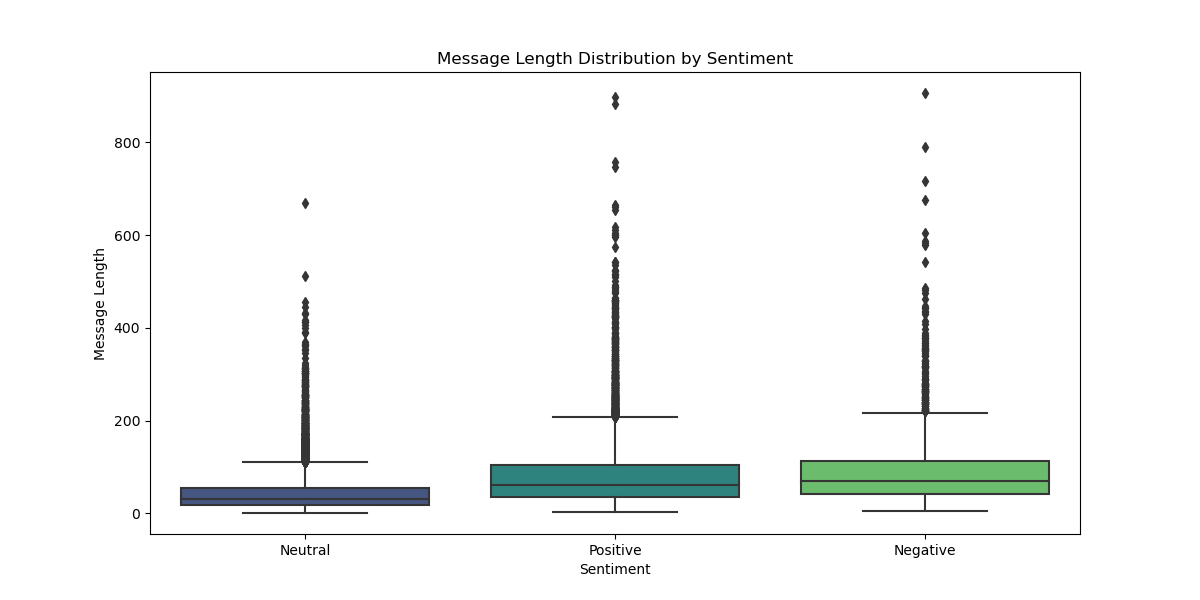 Message Length Distribution by Sentiment
Message Length
800
600
400
200
0
Neutral
Positive
Negative
Sentiment